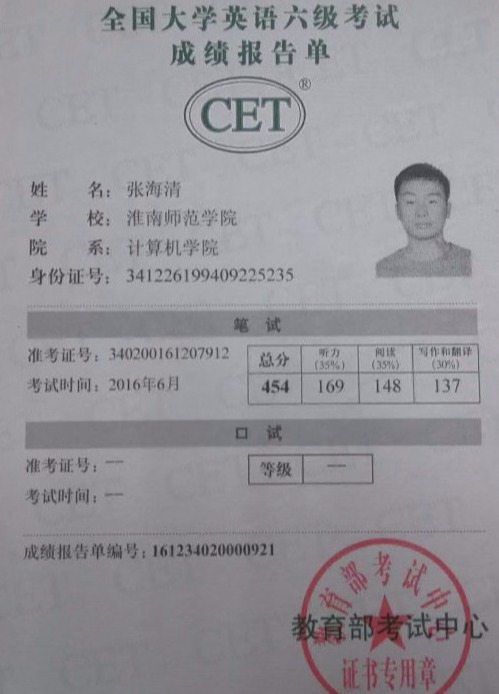 全国大学英语六级考试
成绩报告单
CET®
姓 名：张海清
学 校：淮南师范学院
院 系：计算机学院
身份证号：341226199409225235
笔 试
准考证号：340200161207912
考试时间：2016年6月
总分 听力(35%) 阅读(35%) 写作和翻译(30%)
454 169 148 137
口 试
准考证号：—
等级 —
考试时间：—
成绩报告单编号：161234020000921
教育部考试中心
教育部考试中心
证书专用章